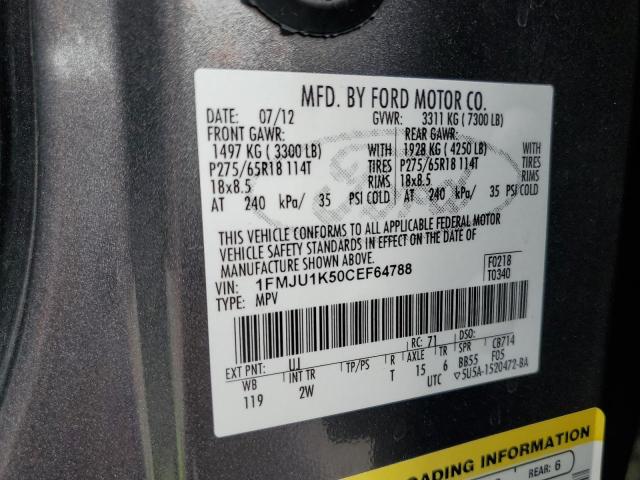 MFD. BY FORD MOTOR CO.
DATE: 07/12 GVWR: 3311 KG ( 7300 LB)
FRONT GAWR: REAR GAWR:
1497 KG ( 3300 LB) WITH 1928 KG ( 4250 LB) WITH
P275/65R18 114T TIRES P275/65R18 114T TIRES
18x8.5 RIMS 18x8.5 RIMS
AT 240 kPa/ 35 PSI COLD AT 240 kPa/ 35 PSI COLD
THIS VEHICLE CONFORMS TO ALL APPLICABLE FEDERAL MOTOR
VEHICLE SAFETY STANDARDS IN EFFECT ON THE DATE OF
MANUFACTURE SHOWN ABOVE.
VIN: 1FMJU1K50CEF64788 F0218
TYPE: MPV T0340
EXT PNT: U1 RC: 71 DSO:
WB INT TR TP/PS R AXLE TR SPR CB714
119 2W T 15 6 BB55 F05
UTC ▽5U5A-1520472-BA
LOADING INFORMATION
REAR: 6